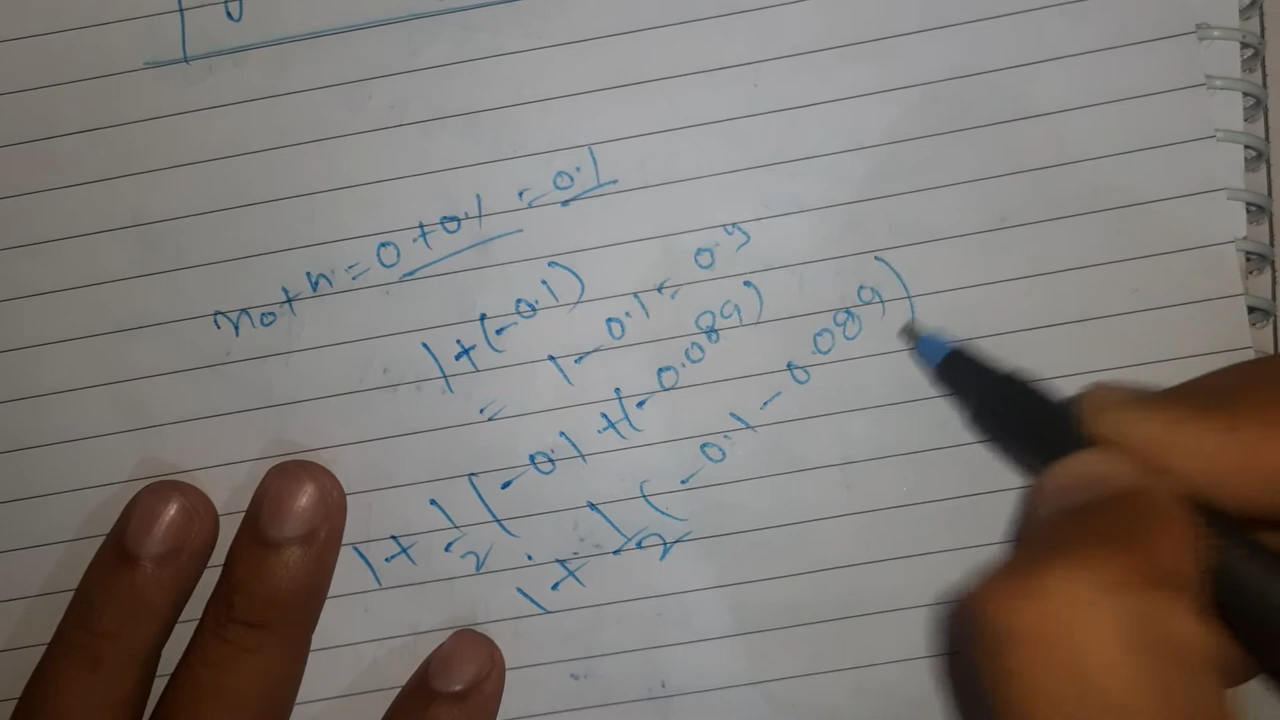 x0+h = 0+0.1 = 0.1
1+(-0.1)
= 1-0.1 = 0.9
1+1/2(-0.1+(-0.089)
1+1/2(-0.1-0.089)